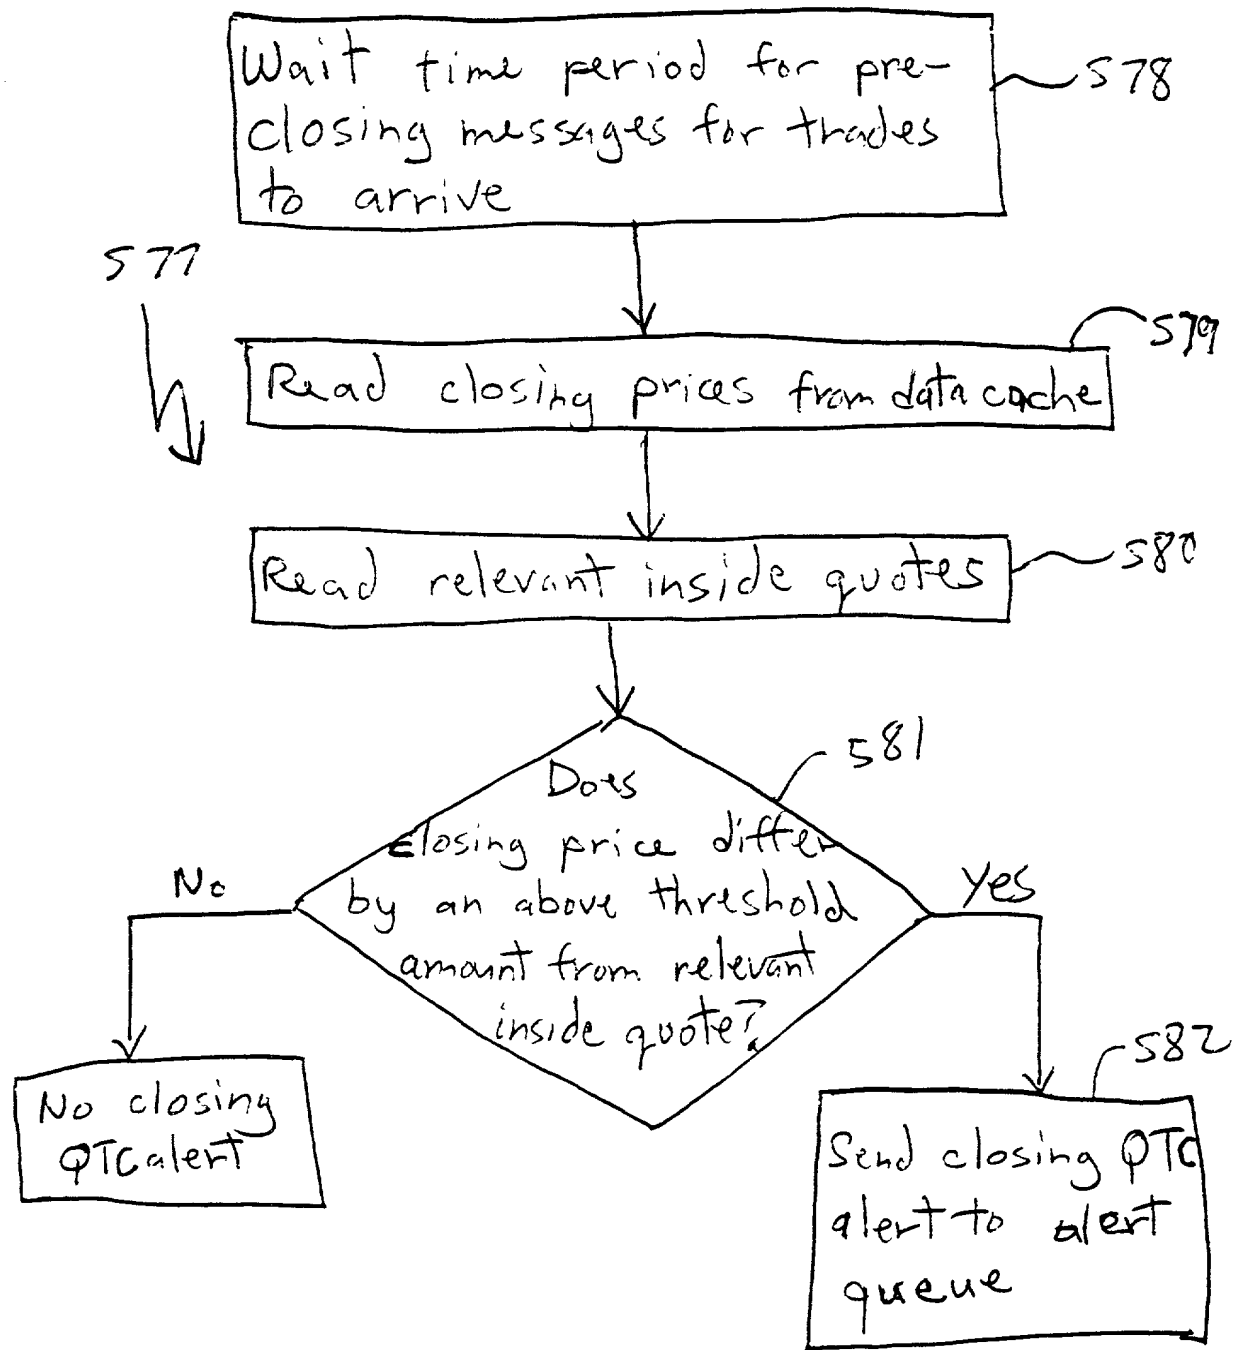 Wait time period for pre-
closing messages for trades
to arrive
578
577
579
Read closing prices from data cache
Read relevant inside quotes
580
581
Does
closing price differ
by an above threshold
amount from relevant
inside quote?
No
Yes
582
No closing
QTC alert
Send closing QTC
alert to alert
queue